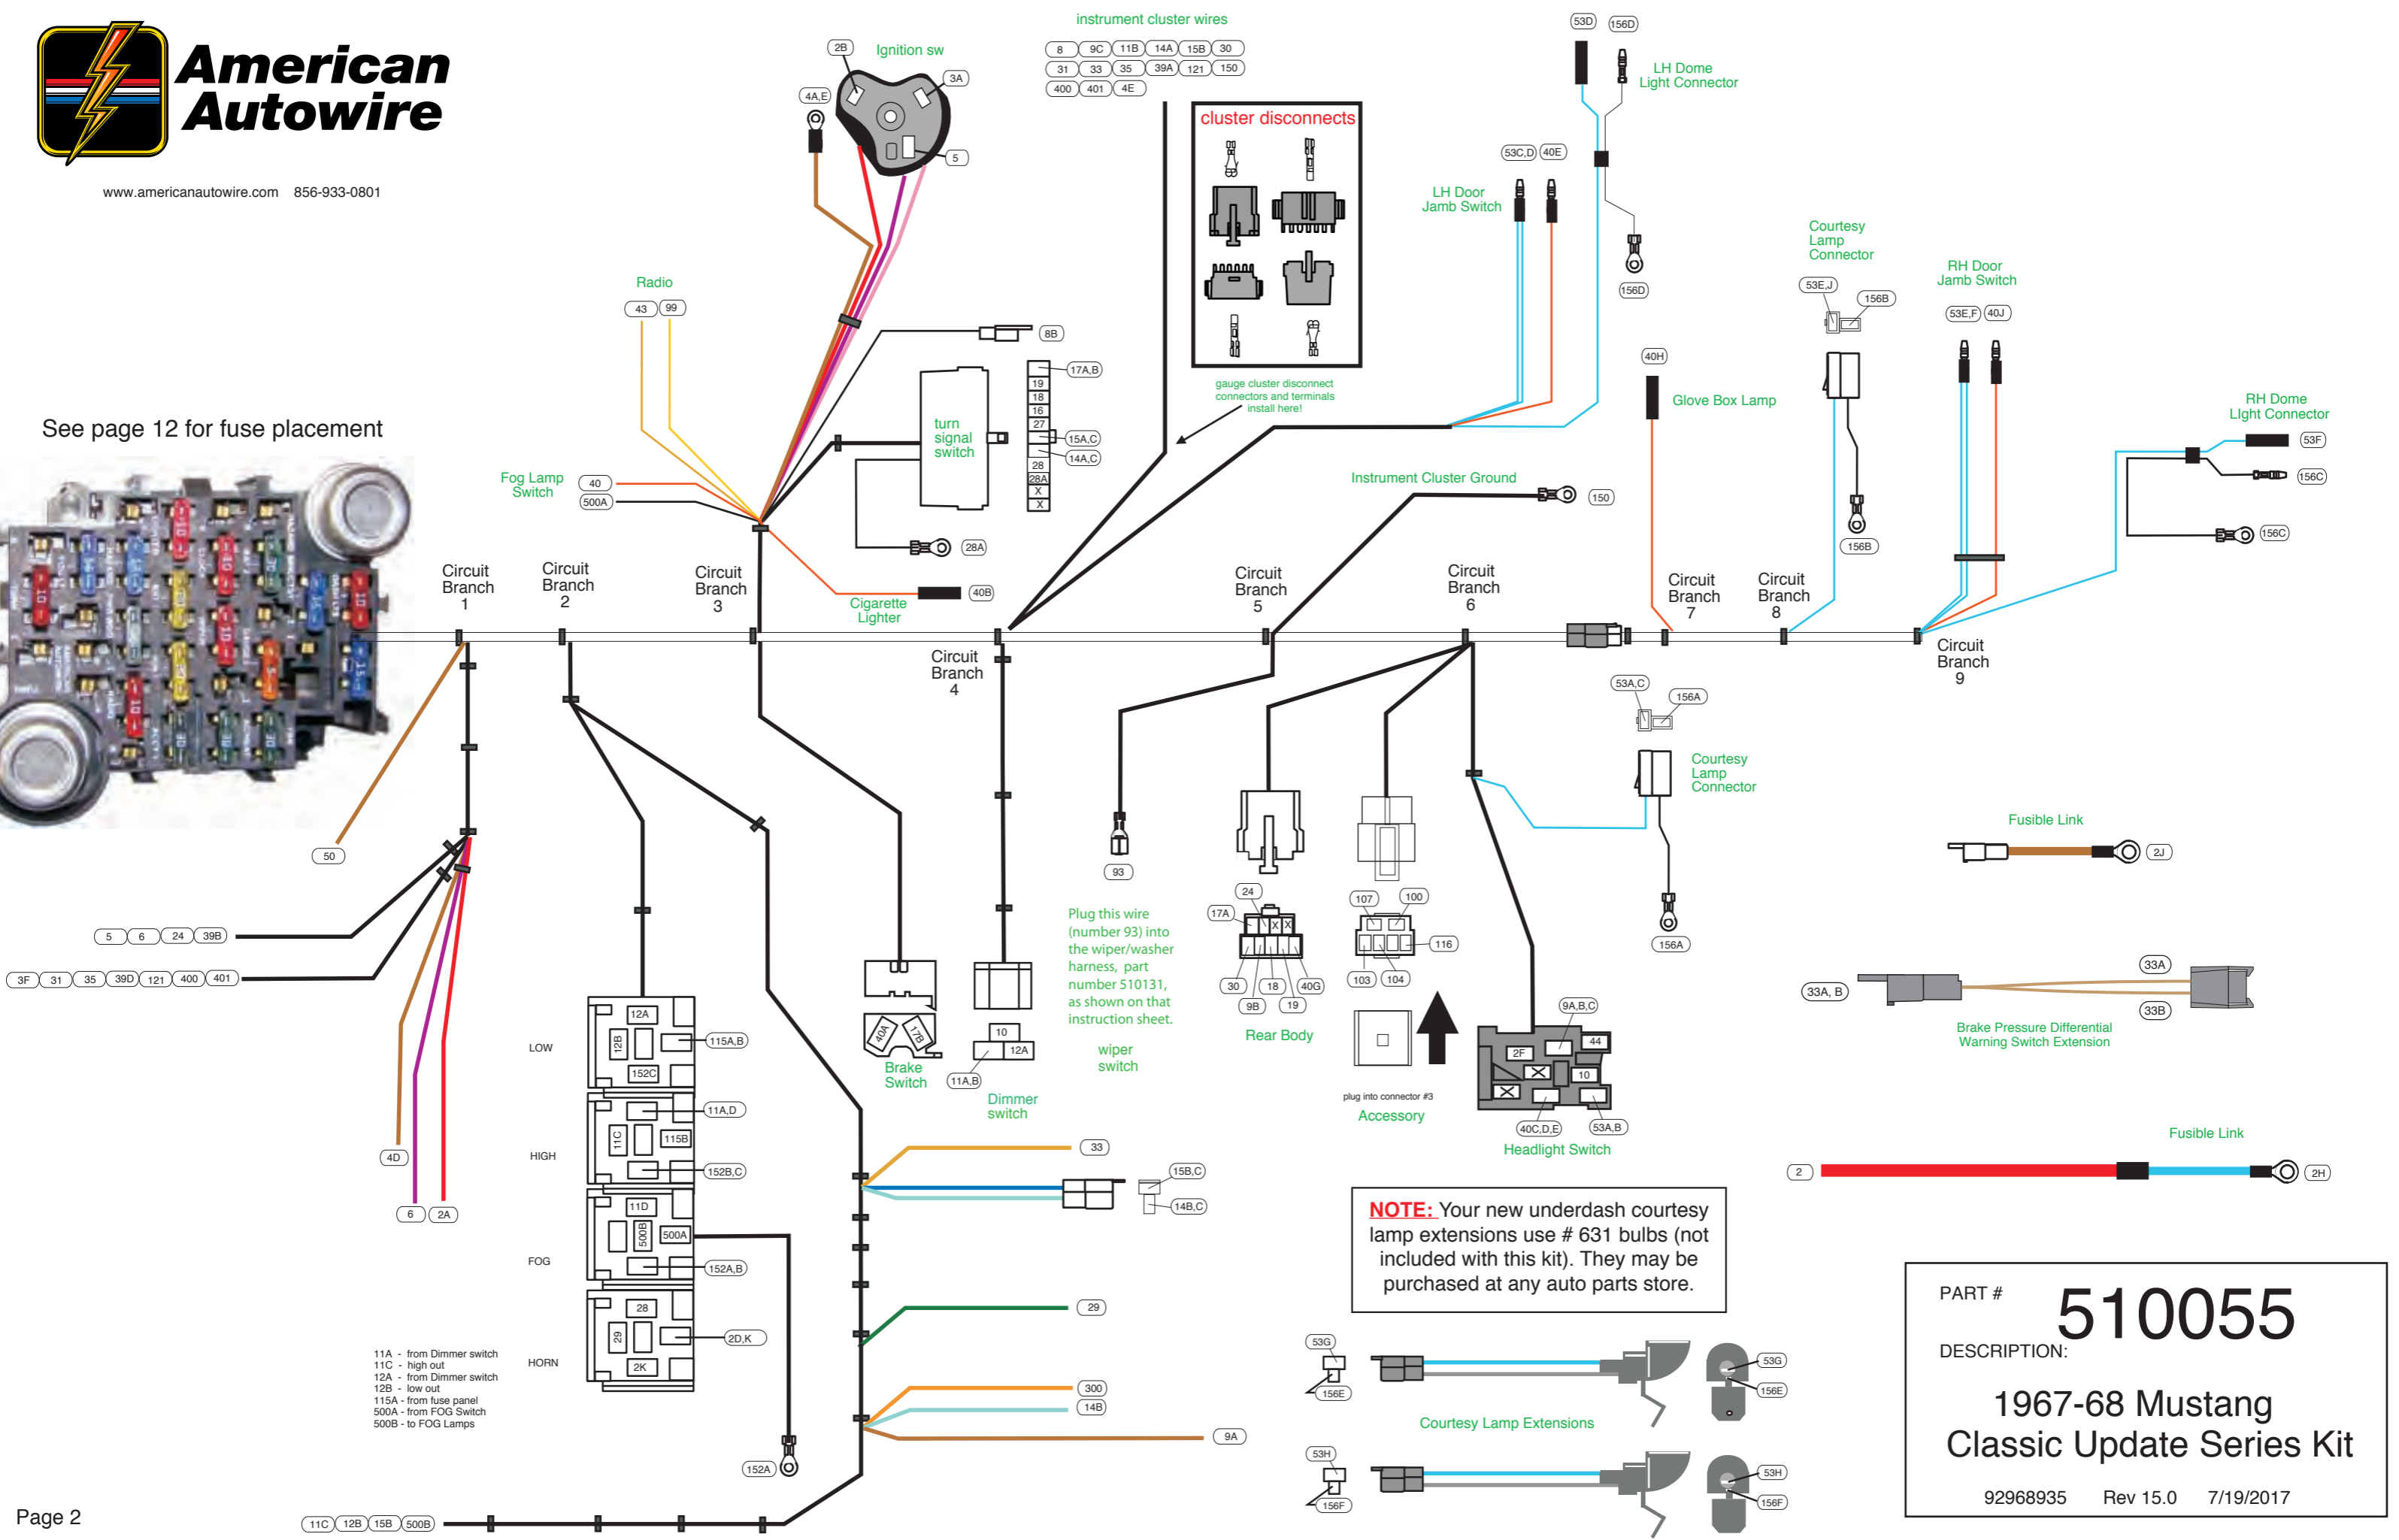 American
Autowire
www.americanautowire.com 856-933-0801
See page 12 for fuse placement
Ignition sw
2B
3A
4A,E
5
instrument cluster wires
8 9C 11B 14A 15B 30
31 33 35 39A 121 150
400 401 4E
cluster disconnects
gauge cluster disconnect
connectors and terminals
install here!
53D 156D
LH Dome
Light Connector
53C,D 40E
LH Door
Jamb Switch
156D
Courtesy
Lamp
Connector
53E,J
156B
156B
RH Door
Jamb Switch
53E,F 40J
40H
Glove Box Lamp
RH Dome
LIght Connector
53F
156C
156C
Radio
43 99
8B
turn
signal
switch
17A,B
19
18
16
27
15A,C
14A,C
28
28A
X
X
28A
Fog Lamp
Switch
40
500A
Cigarette
Lighter
40B
Instrument Cluster Ground
150
Circuit
Branch
1
Circuit
Branch
2
Circuit
Branch
3
Circuit
Branch
4
Circuit
Branch
5
Circuit
Branch
6
Circuit
Branch
7
Circuit
Branch
8
Circuit
Branch
9
50
5 6 24 39B
3F 31 35 39D 121 400 401
4D
6 2A
LOW
12A
12B
115A,B
152C
HIGH
11A,D
11C
115B
152B,C
FOG
11D
500B
500A
152A,B
HORN
28
29
2D,K
2K
11A - from Dimmer switch
11C - high out
12A - from Dimmer switch
12B - low out
115A - from fuse panel
500A - from FOG Switch
500B - to FOG Lamps
152A
11C 12B 15B 500B
40A
17B
Brake
Switch
10
12A
11A,B
Dimmer
switch
93
Plug this wire
(number 93) into
the wiper/washer
harness, part
number 510131,
as shown on that
instruction sheet.
wiper
switch
33
15B,C
14B,C
29
300
14B
9A
24
17A
X X
30
9B
18
19
40G
Rear Body
107
100
116
103
104
plug into connector #3
Accessory
9A,B,C
2F
44
X
10
X
40C,D,E
53A,B
Headlight Switch
53A,C
156A
Courtesy
Lamp
Connector
156A
Fusible Link
2J
33A, B
33A
33B
Brake Pressure Differential
Warning Switch Extension
Fusible Link
2
2H
NOTE: Your new underdash courtesy
lamp extensions use # 631 bulbs (not
included with this kit). They may be
purchased at any auto parts store.
53G
156E
53G
156E
Courtesy Lamp Extensions
53H
156F
53H
156F
PART # 510055
DESCRIPTION:
1967-68 Mustang
Classic Update Series Kit
92968935 Rev 15.0 7/19/2017
Page 2